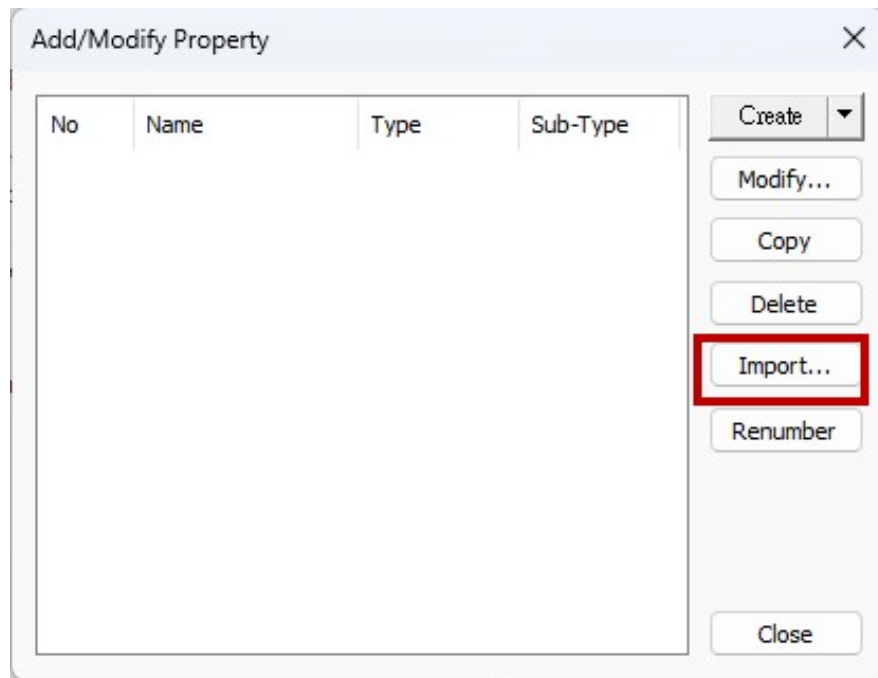 Add/Modify Property
No Name Type Sub-Type
Create
Modify...
Copy
Delete
Import...
Renumber
Close